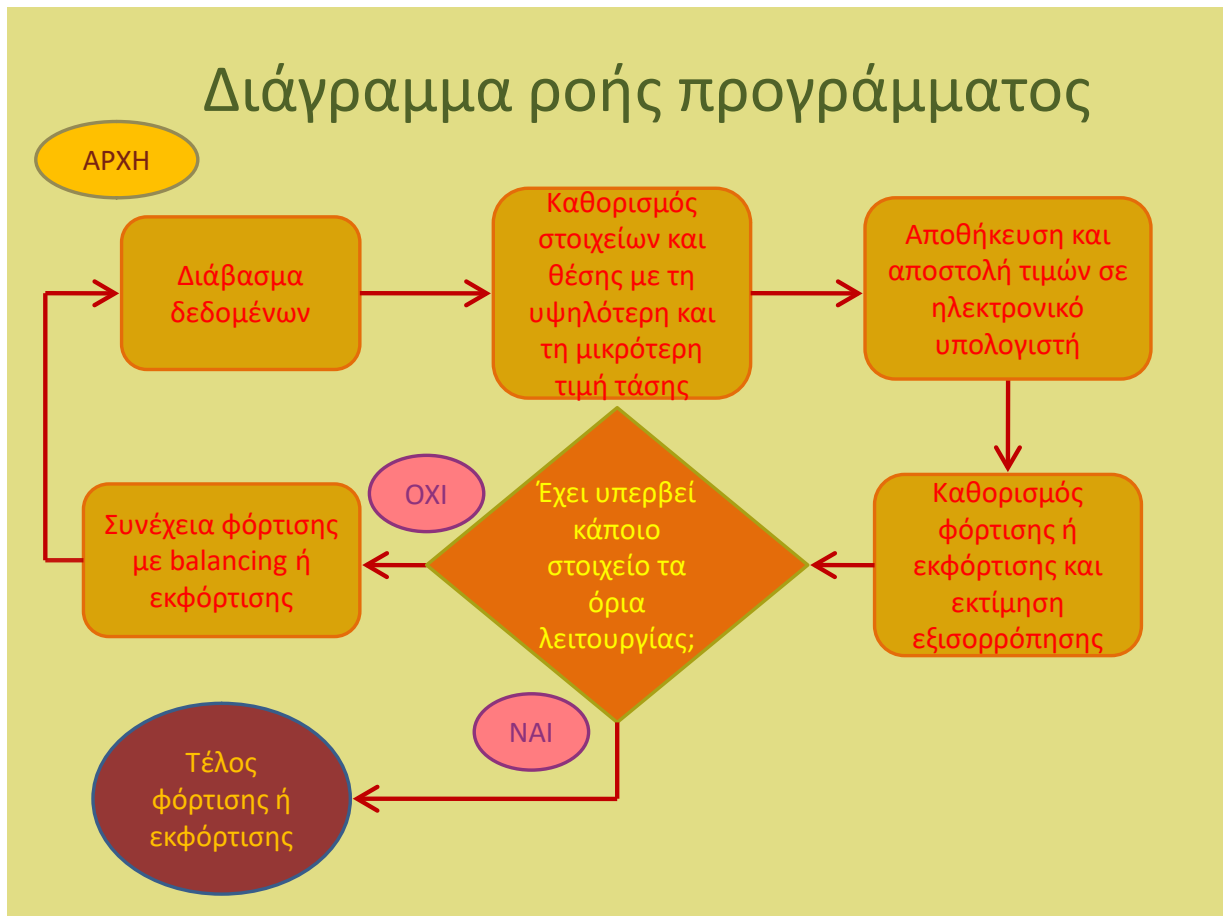 Διάγραμμα ροής προγράμματος
ΑΡΧΗ
Διάβασμα
δεδομένων
Καθορισμός
στοιχείων και
θέσης με τη
υψηλότερη και
τη μικρότερη
τιμή τάσης
Αποθήκευση και
αποστολή τιμών σε
ηλεκτρονικό
υπολογιστή
Καθορισμός
φόρτισης ή
εκφόρτισης και
εκτίμηση
εξισορρόπησης
Έχει υπερβεί
κάποιο
στοιχείο τα
όρια
λειτουργίας;
ΟΧΙ
Συνέχεια φόρτισης
με balancing ή
εκφόρτισης
ΝΑΙ
Τέλος
φόρτισης ή
εκφόρτισης